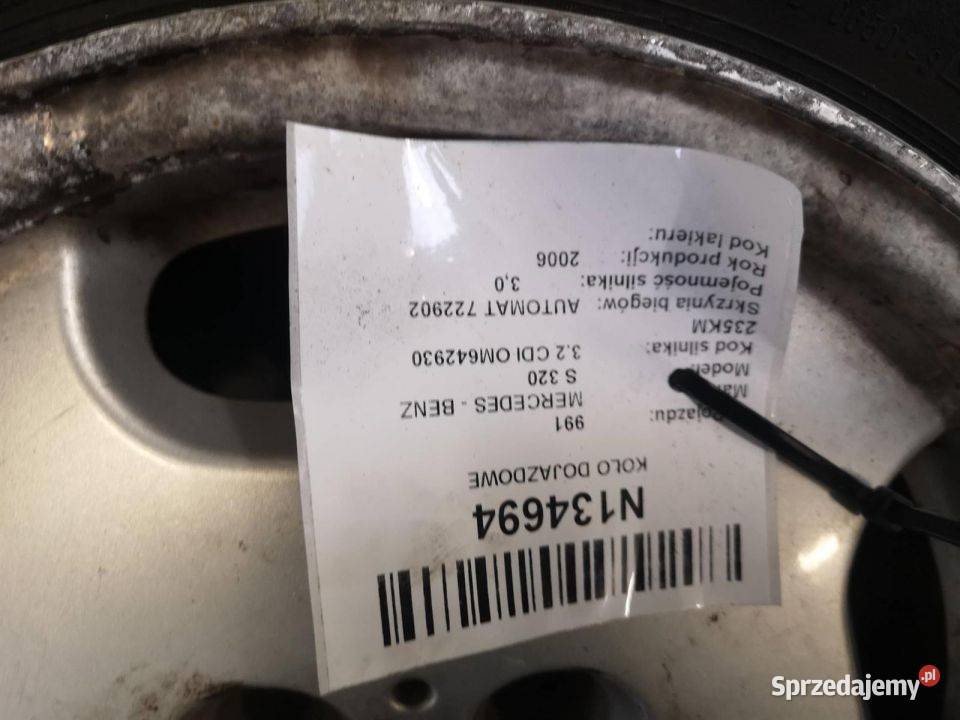 N134694
KOŁO DOJAZDOWE
991
MERCEDES - BENZ
Model: S 320
Kod silnika: 3.2 CDI OM642930
235KM
Skrzynia biegów: AUTOMAT 722902
Pojemność silnika: 3,0
Rok produkcji: 2006
Kod lakieru:
Sprzedajemy.pl